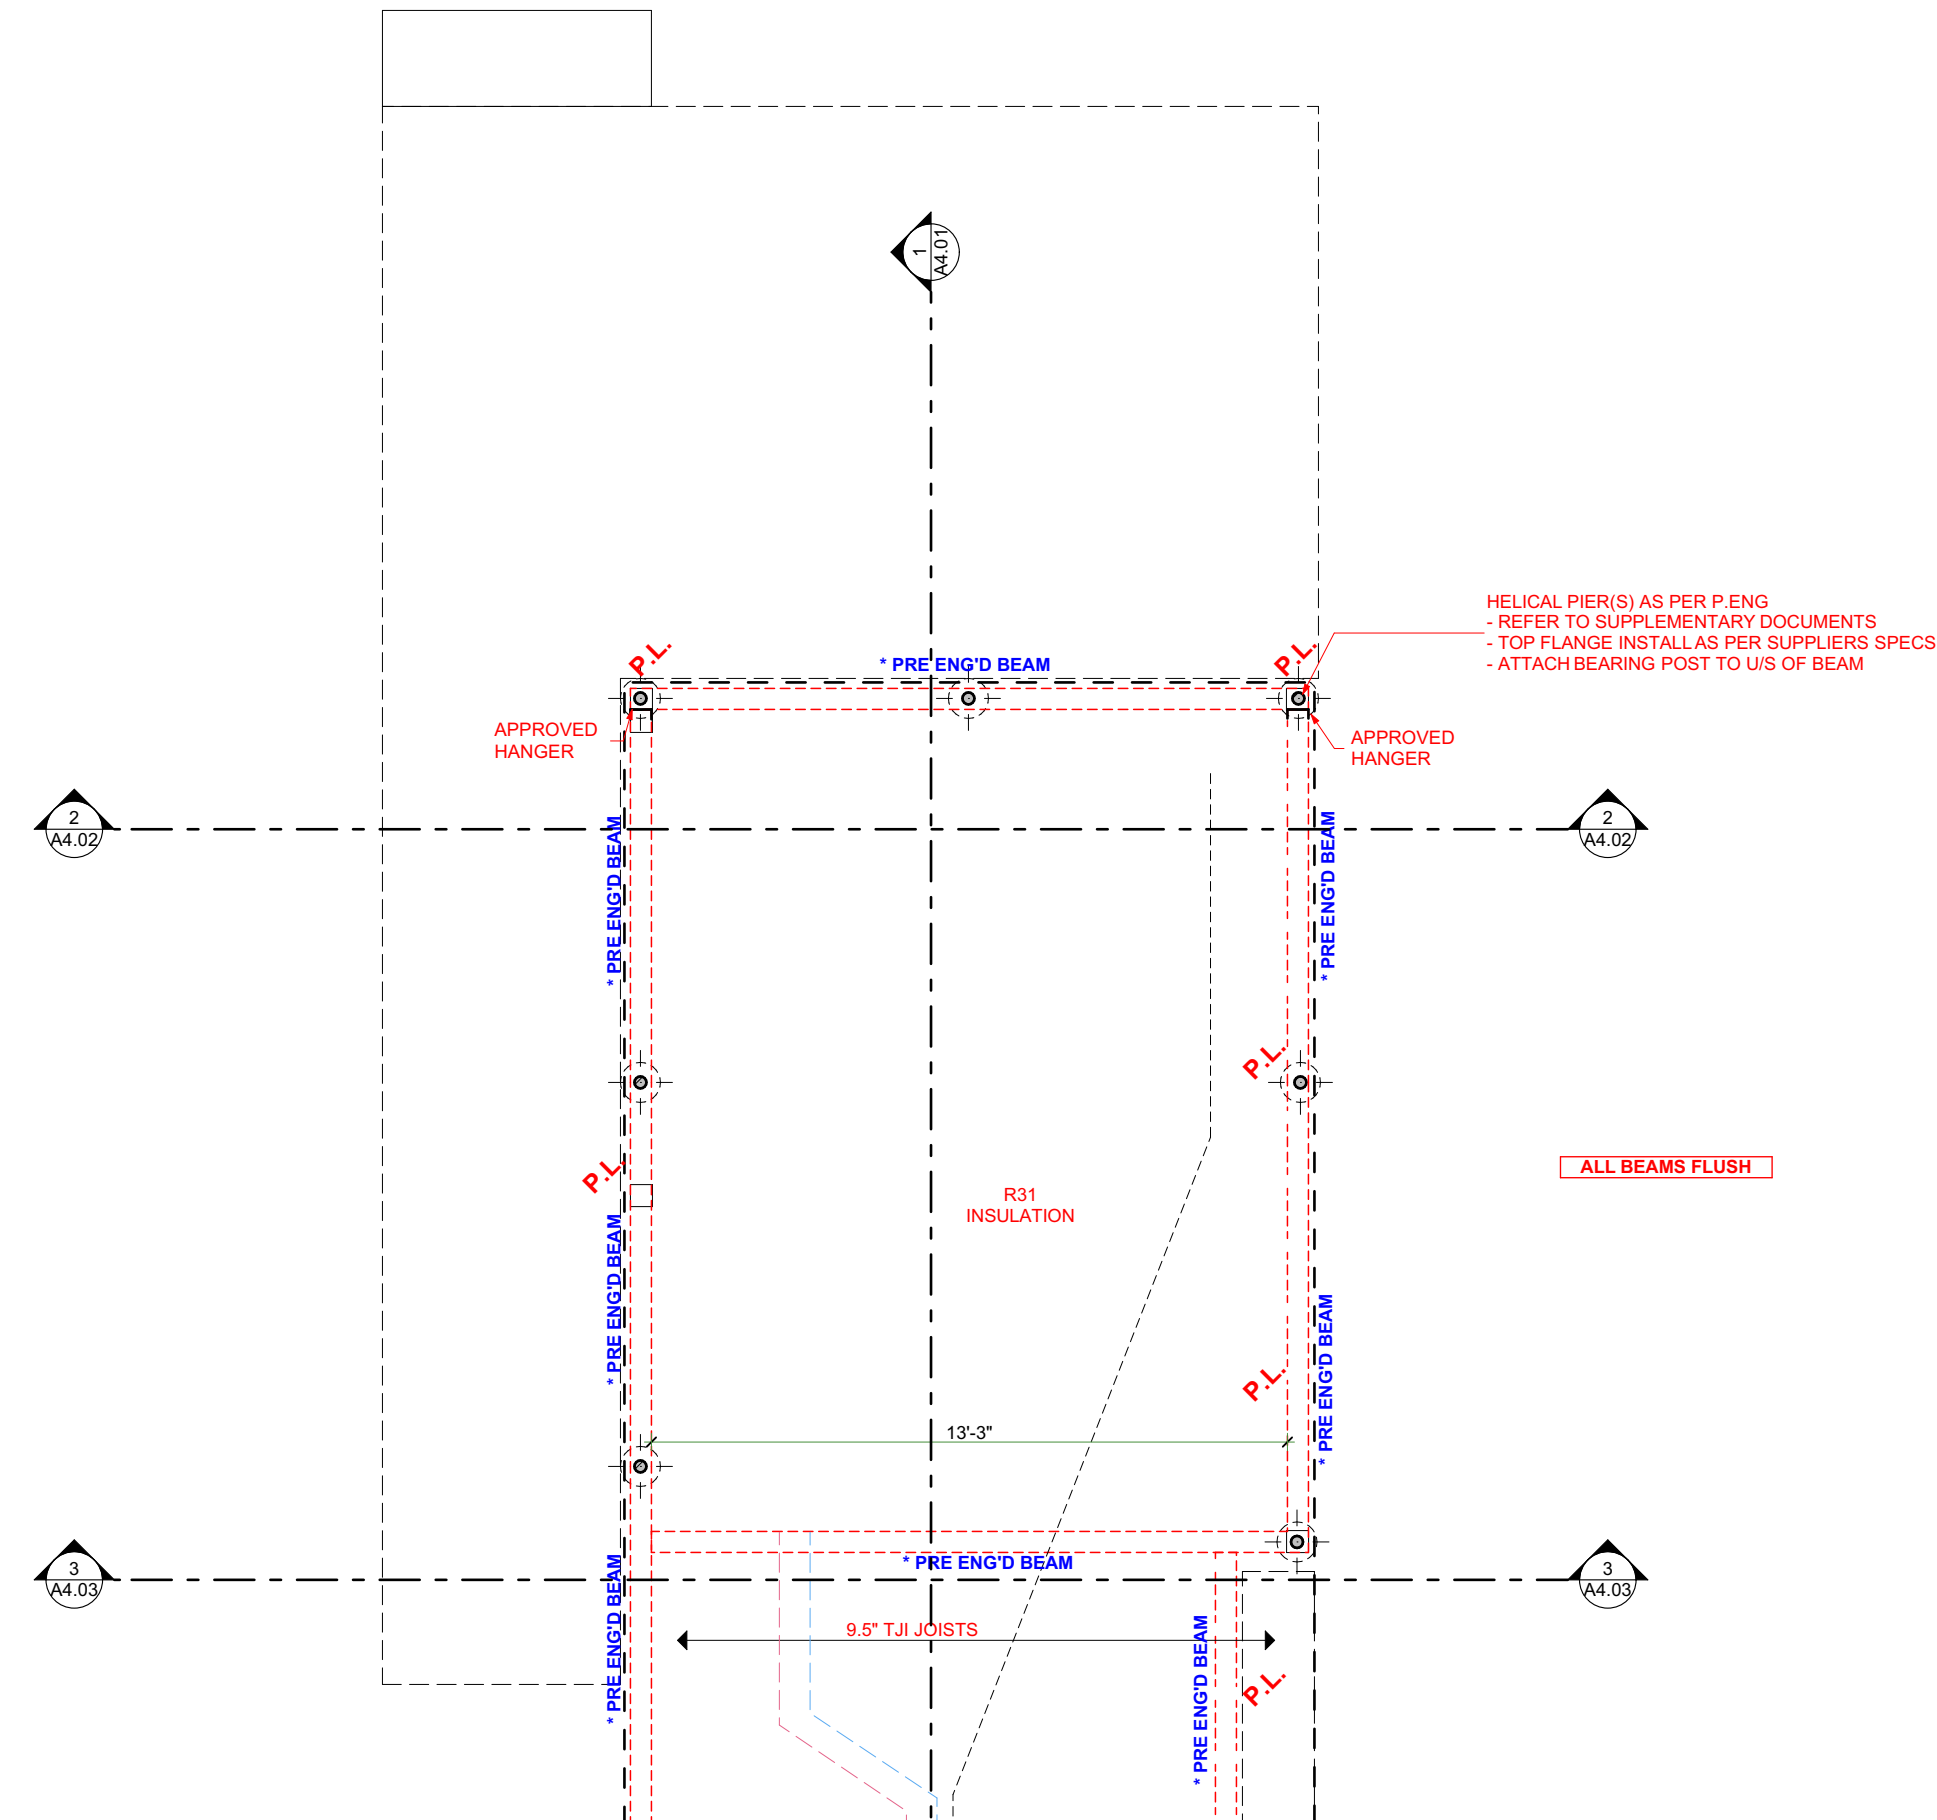 1
A4.01
HELICAL PIER(S) AS PER P.ENG
- REFER TO SUPPLEMENTARY DOCUMENTS
- TOP FLANGE INSTALL AS PER SUPPLIERS SPECS
- ATTACH BEARING POST TO U/S OF BEAM
P.L.
* PRE ENG'D BEAM
P.L.
APPROVED
HANGER
APPROVED
HANGER
2
A4.02
2
A4.02
* PRE ENG'D BEAM
* PRE ENG'D BEAM
P.L.
P.L.
ALL BEAMS FLUSH
R31
INSULATION
* PRE ENG'D BEAM
* PRE ENG'D BEAM
P.L.
13'-3"
* PRE ENG'D BEAM
3
A4.03
3
A4.03
* PRE ENG'D BEAM
9.5" TJI JOISTS
* PRE ENG'D BEAM
P.L.